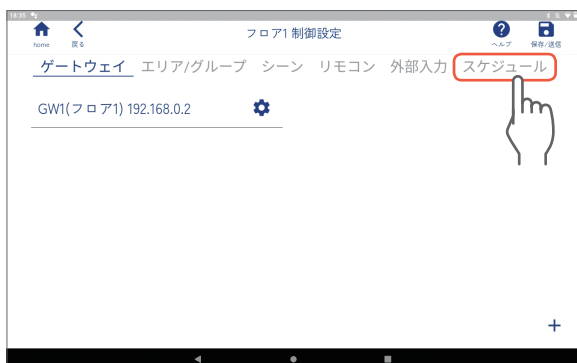 18:35
フロア1 制御設定
home 戻る ヘルプ 保存/送信
ゲートウェイ エリア/グループ シーン リモコン 外部入力 スケジュール
GW1(フロア1) 192.168.0.2
+